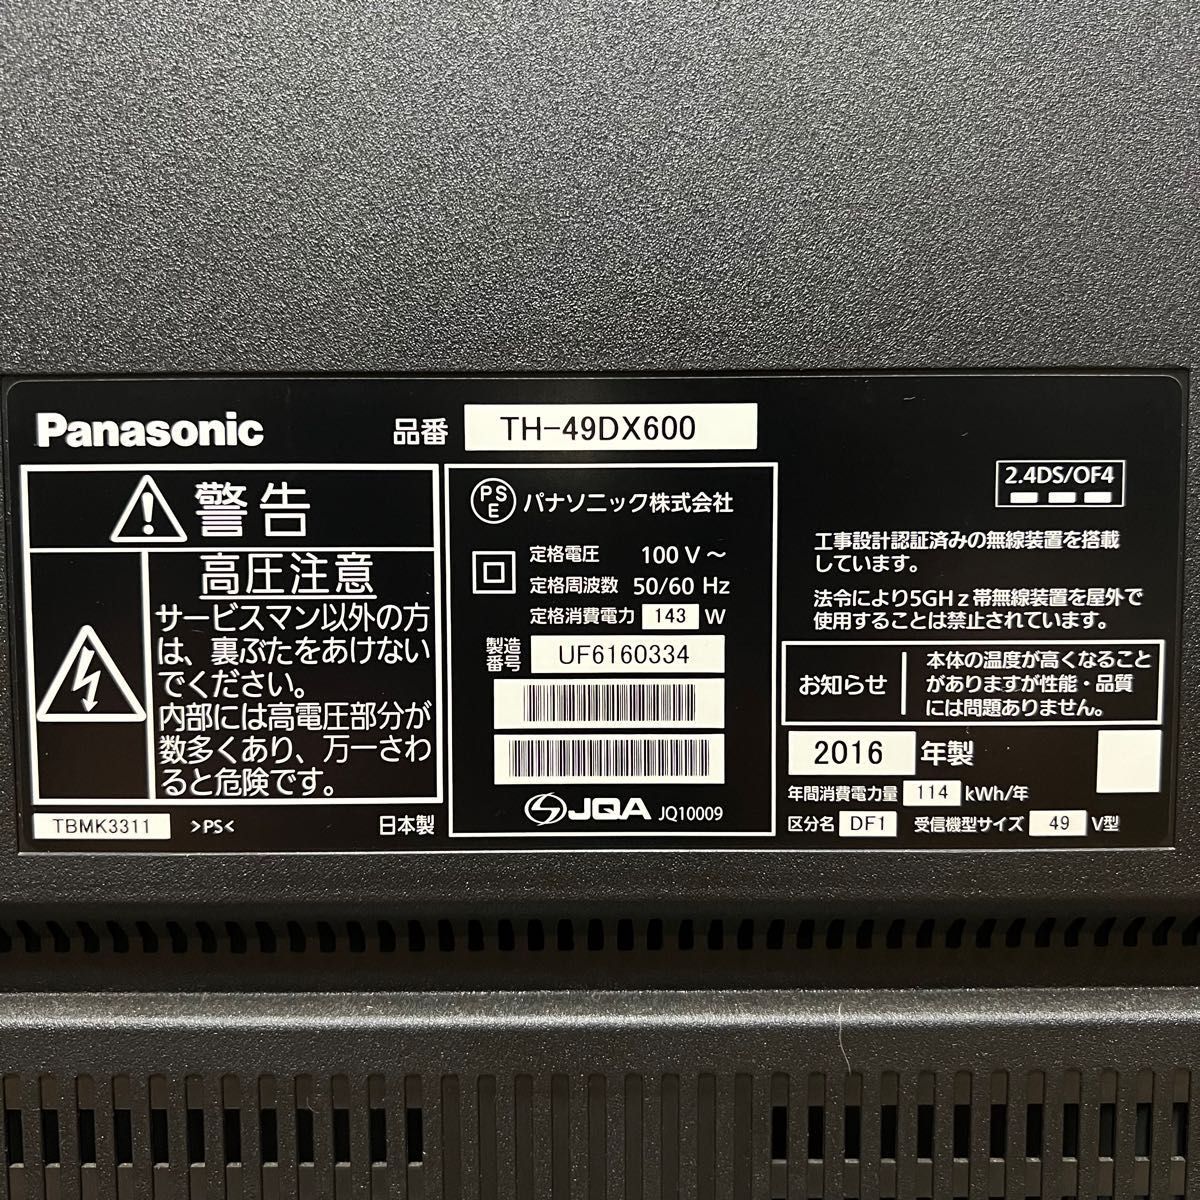 Panasonic
品番 TH-49DX600
警告
高圧注意
サービスマン以外の方
は、裏ぶたをあけない
でください。
内部には高電圧部分が
数多くあり、万一さわ
ると危険です。
TBMK3311 >PS< 日本製
PSE パナソニック株式会社
定格電圧 100 V ～
定格周波数 50/60 Hz
定格消費電力 143 W
製造
番号 UF6160334
JQA JQ10009
2.4DS/OF4
工事設計認証済みの無線装置を搭載
しています。
法令により5GHz帯無線装置を屋外で
使用することは禁止されています。
お知らせ
本体の温度が高くなること
がありますが性能・品質
には問題ありません。
2016 年製
年間消費電力量 114 kWh/年
区分名 DF1 受信機型サイズ 49 V型